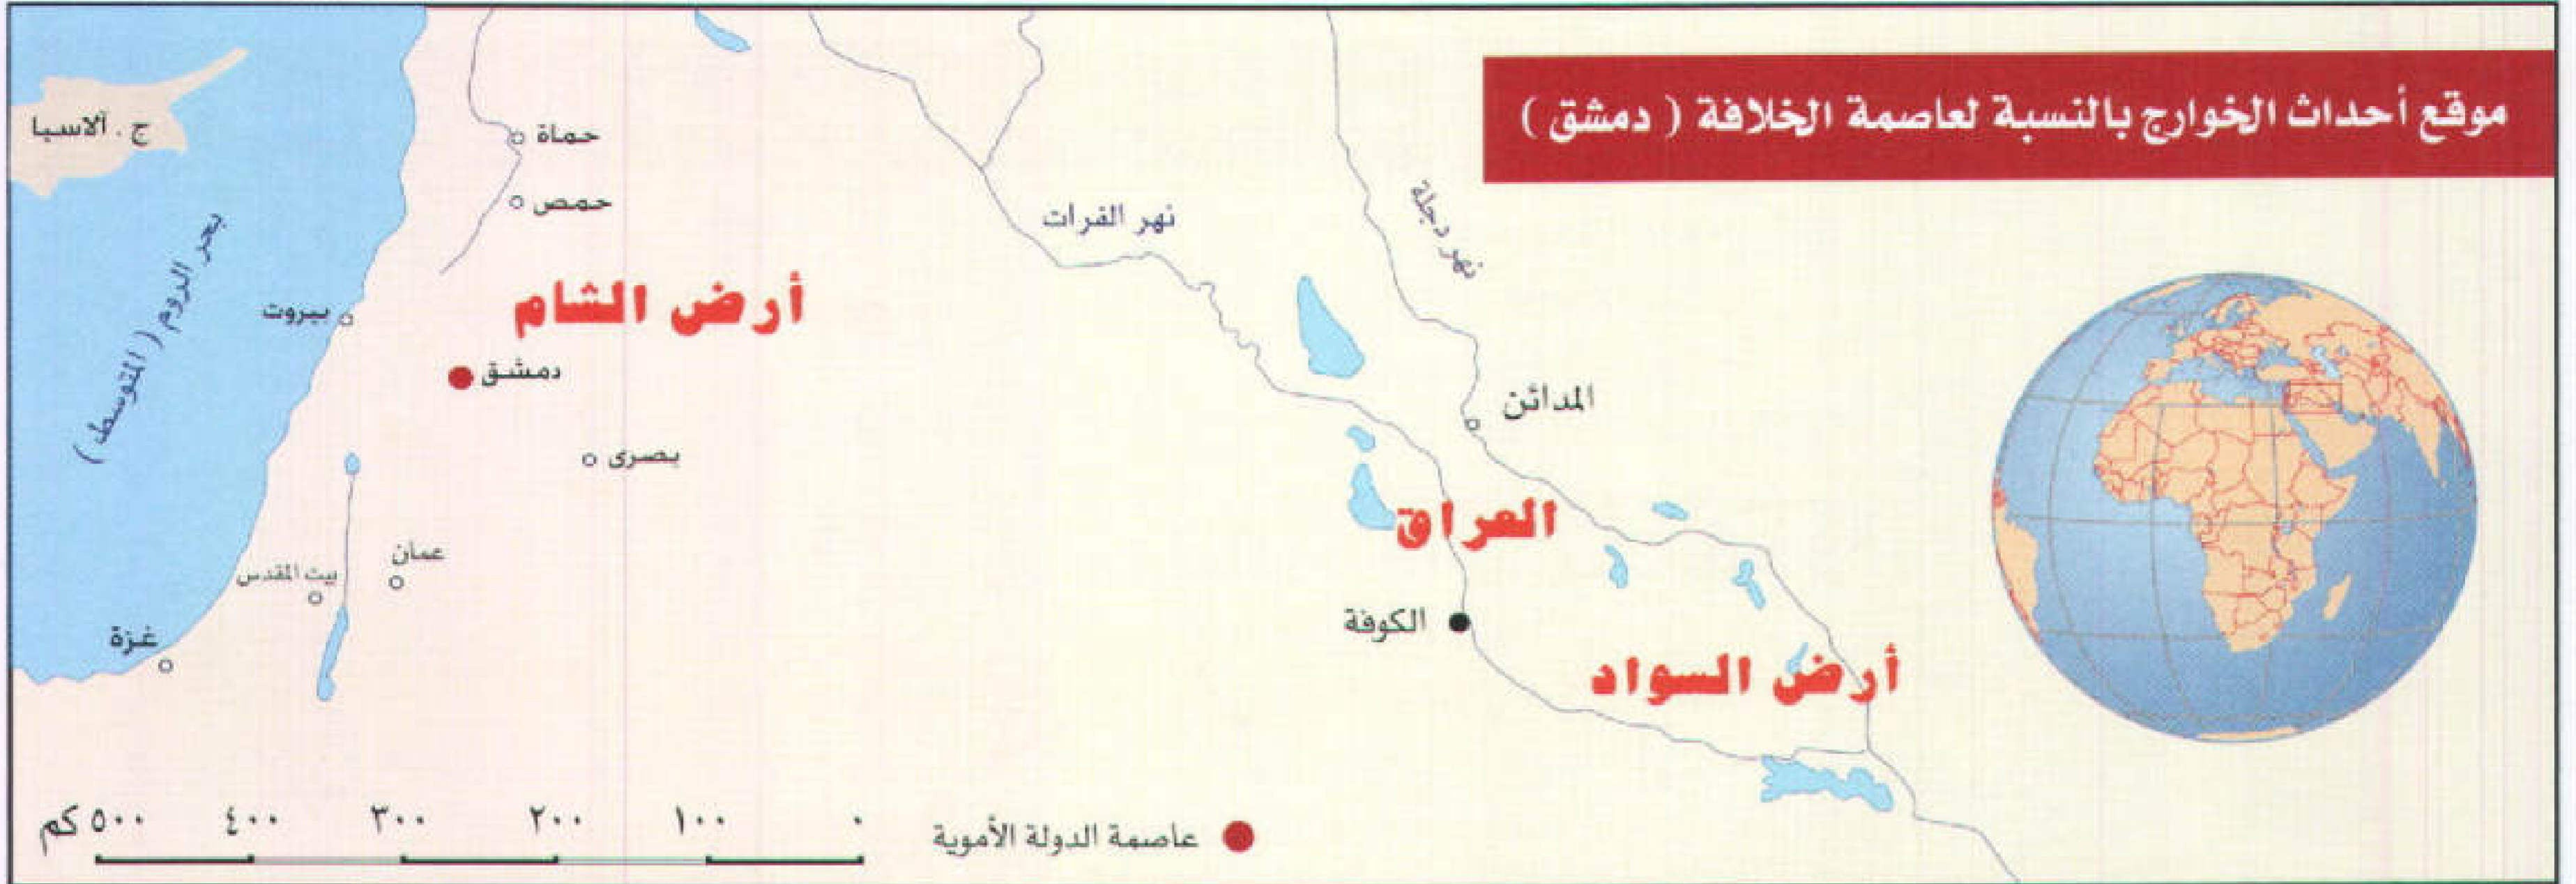 موقع أحداث الخوارج بالنسبة لعاصمة الخلافة ( دمشق )
ج . آلاسيا
حماة
حمص
نهر الفرات
نهر دجلة
بحر الروم ( المتوسط )
أرض الشام
بيروت
دمشق
المدائن
بصرى
العراق
عمان
بيت المقدس
الكوفة
غزة
أرض السواد
٠ ١٠٠ ٢٠٠ ٣٠٠ ٤٠٠ ٥٠٠ كم
عاصمة الدولة الأموية